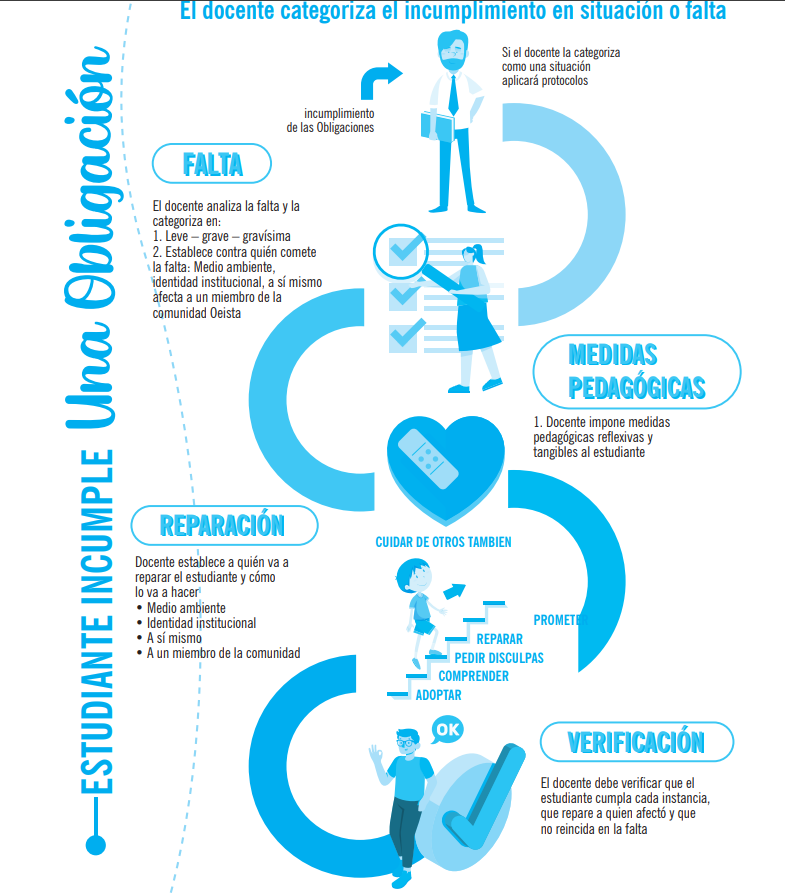 El docente categoriza el incumplimiento en situación o falta
ESTUDIANTE INCUMPLE Una Obligación
Si el docente la categoriza
como una situación
aplicará protocolos
incumplimiento
de las Obligaciones
FALTA
El docente analiza la falta y la
categoriza en:
1. Leve – grave – gravísima
2. Establece contra quién comete
la falta: Medio ambiente,
identidad institucional, a sí mismo
afecta a un miembro de la
comunidad Oeista
MEDIDAS
PEDAGÓGICAS
1. Docente impone medidas
pedagógicas reflexivas y
tangibles al estudiante
REPARACIÓN
Docente establece a quién va a
reparar el estudiante y cómo
lo va a hacer
• Medio ambiente
• Identidad institucional
• A sí mismo
• A un miembro de la comunidad
CUIDAR DE OTROS TAMBIEN
PROMETE
REPARAR
PEDIR DISCULPAS
COMPRENDER
ADOPTAR
OK
VERIFICACIÓN
El docente debe verificar que el
estudiante cumpla cada instancia,
que repare a quien afectó y que
no reincida en la falta